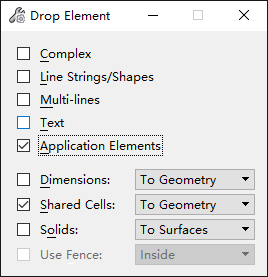 Drop Element
Complex
Line Strings/Shapes
Multi-lines
Text
Application Elements
Dimensions: To Geometry
Shared Cells: To Geometry
Solids: To Surfaces
Use Fence: Inside